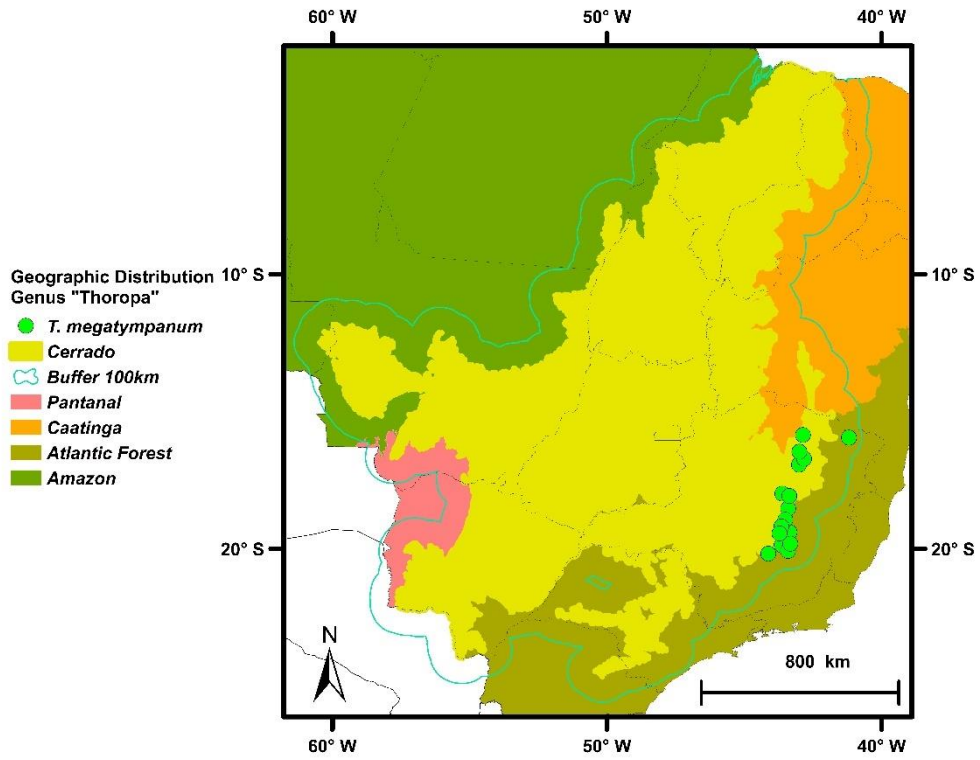 60° W 50° W 40° W
10° S 10° S
Geographic Distribution
Genus "Thoropa"
T. megatympanum
Cerrado
Buffer 100km
Pantanal
Caatinga
Atlantic Forest
Amazon
20° S 20° S
N
800 km
60° W 50° W 40° W